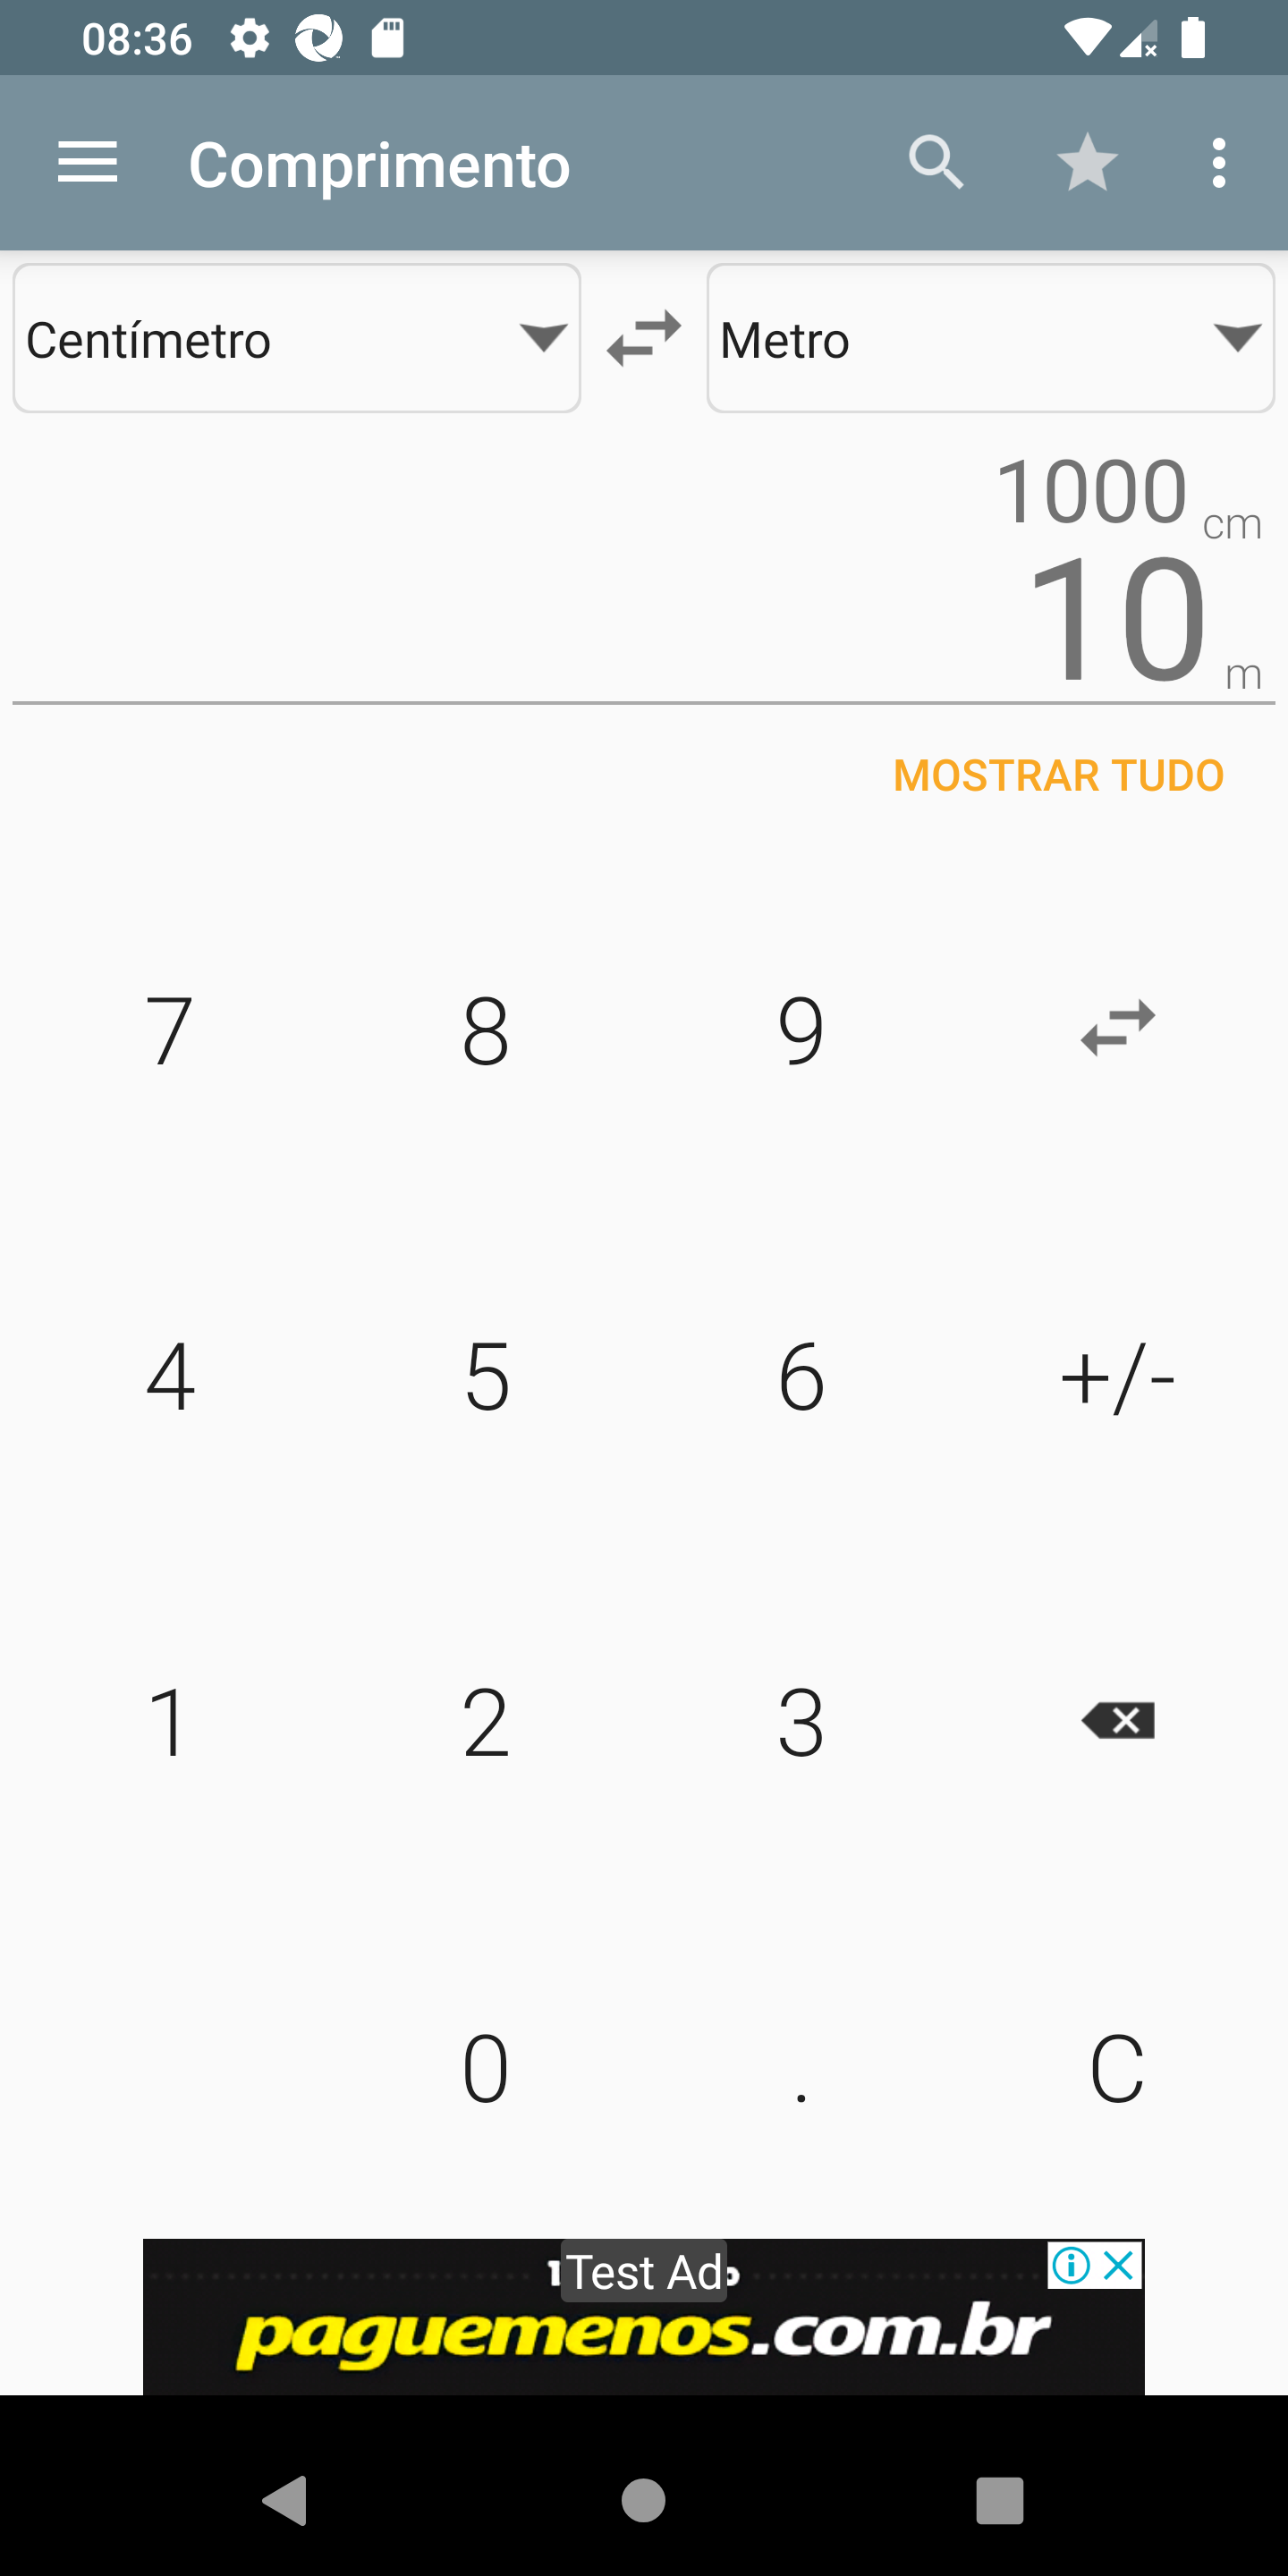 08:36
Comprimento
Centímetro
Metro
1000 cm
10 m
MOSTRAR TUDO
7 8 9
4 5 6 +/-
1 2 3
0 . C
Test Ad
paguemenos.com.br